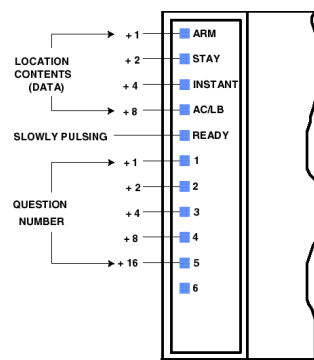 + 1 ARM
+ 2 STAY
LOCATION
CONTENTS
(DATA)
+ 4 INSTANT
+ 8 AC/LB
SLOWLY PULSING READY
+ 1 1
+ 2 2
QUESTION
NUMBER
+ 4 3
+ 8 4
+ 16 5
6